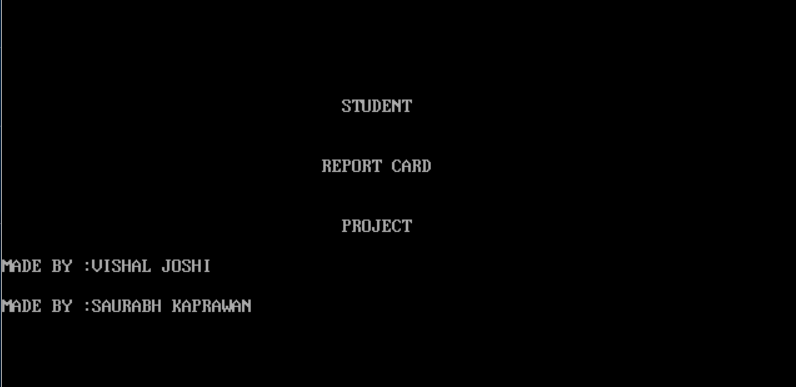 STUDENT
REPORT CARD
PROJECT
MADE BY :VISHAL JOSHI
MADE BY :SAURABH KAPRAWAN